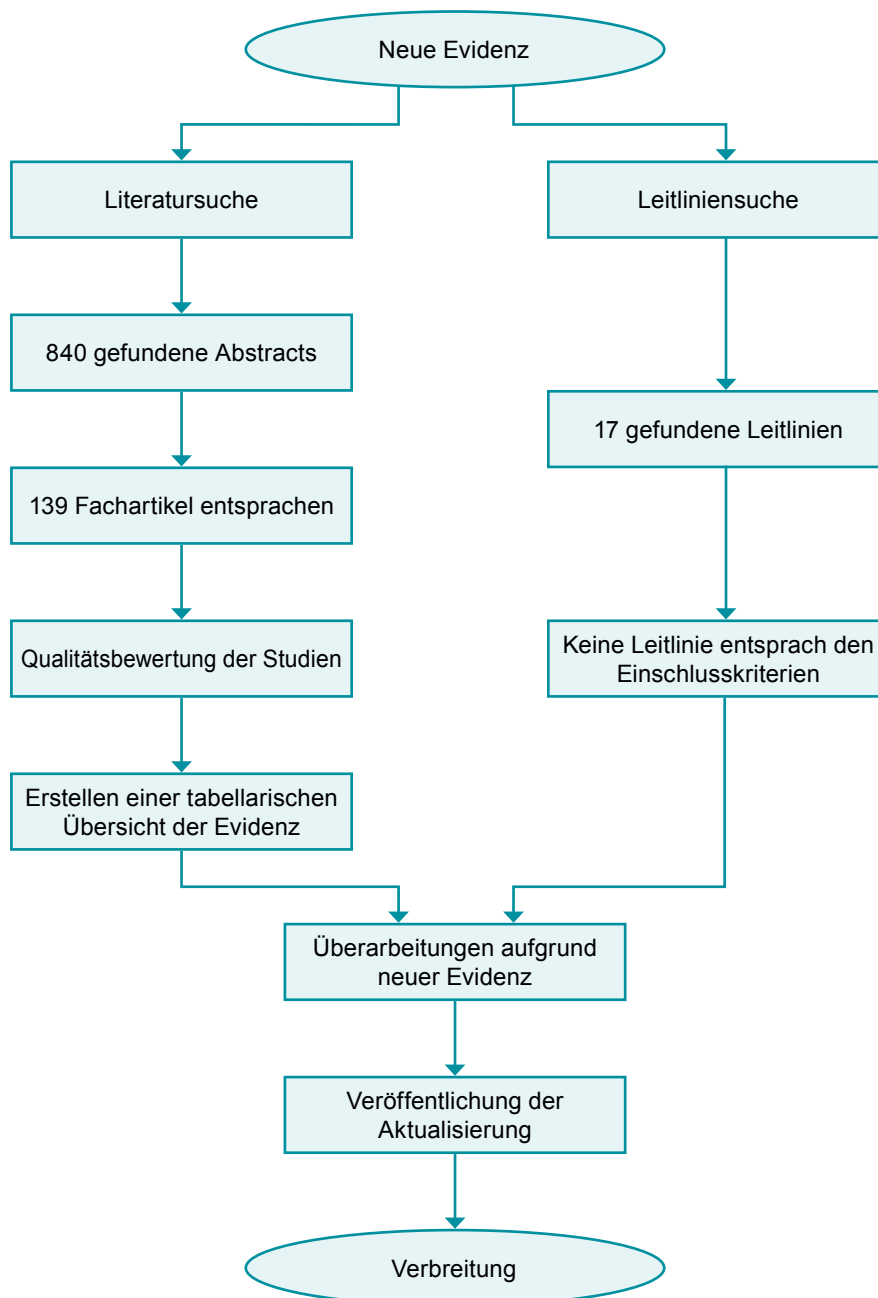 Neue Evidenz
Literatursuche
Leitliniensuche
840 gefundene Abstracts
17 gefundene Leitlinien
139 Fachartikel entsprachen
Qualitätsbewertung der Studien
Keine Leitlinie entsprach den
Einschlusskriterien
Erstellen einer tabellarischen
Übersicht der Evidenz
Überarbeitungen aufgrund
neuer Evidenz
Veröffentlichung der
Aktualisierung
Verbreitung